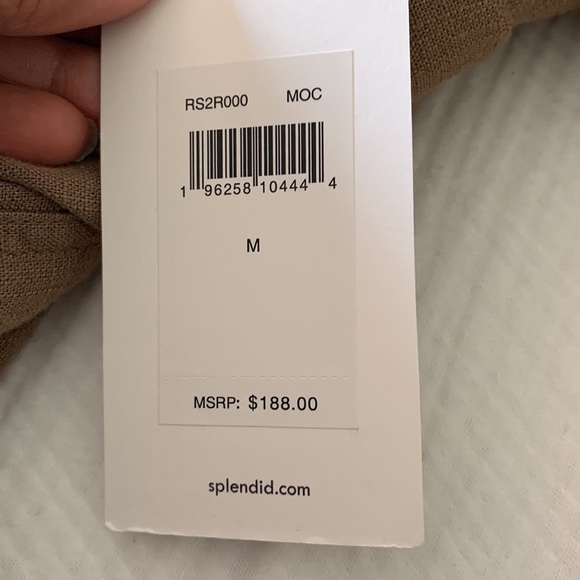 RS2R000 MOC
1 96258 10444 4
M
MSRP: $188.00
splendid.com